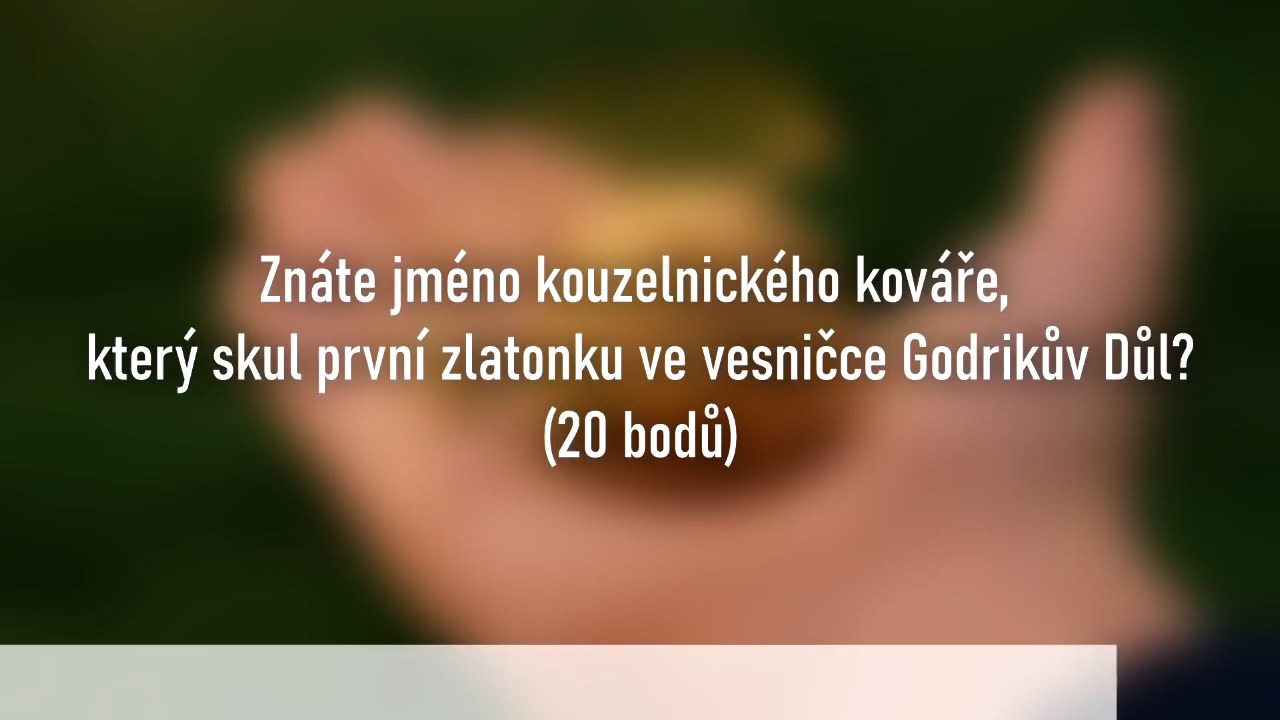 Znáte jméno kouzelnického kováře,
který skul první zlatonku ve vesničce Godrikův Důl?
(20 bodů)